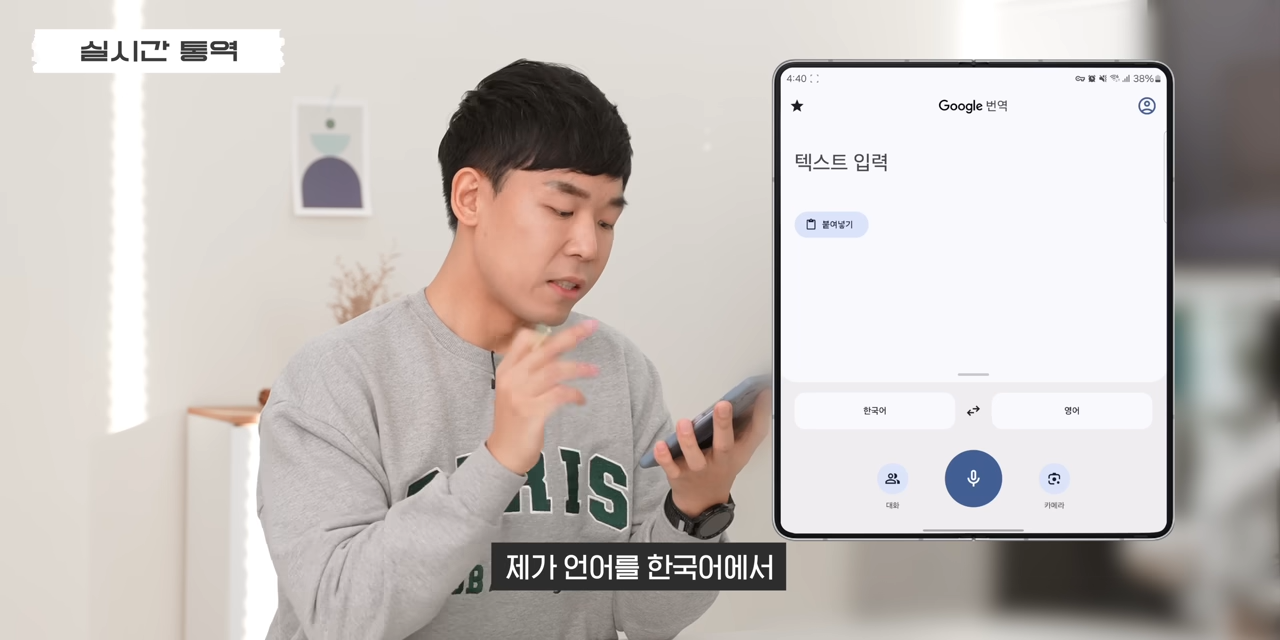 실시간 통역
4:40
38%
Google 번역
텍스트 입력
붙여넣기
한국어
영어
대화
카메라
RIS
제가 언어를 한국어에서